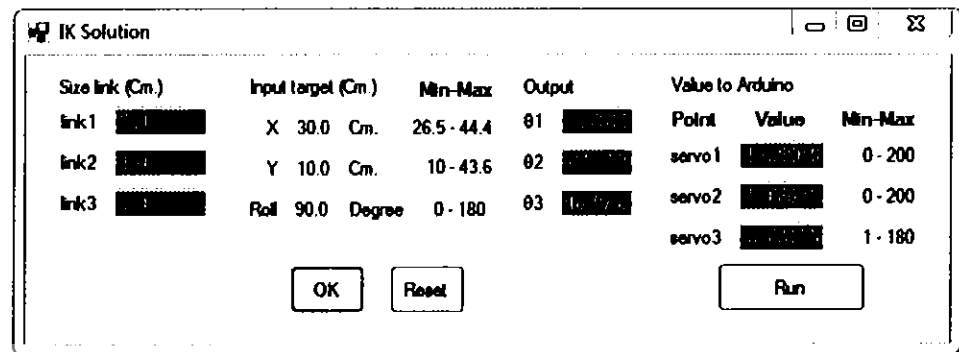 IK Solution
Size link (Cm.) Input target (Cm.) Min-Max Output Value to Arduino
link1 X 30.0 Cm. 26.5 - 44.4 θ1 Point Value Min-Max
link2 Y 10.0 Cm. 10 - 43.6 θ2 servo1 0 - 200
link3 Roll 90.0 Degree 0 - 180 θ3 servo2 0 - 200
servo3 1 - 180
OK Reset Run